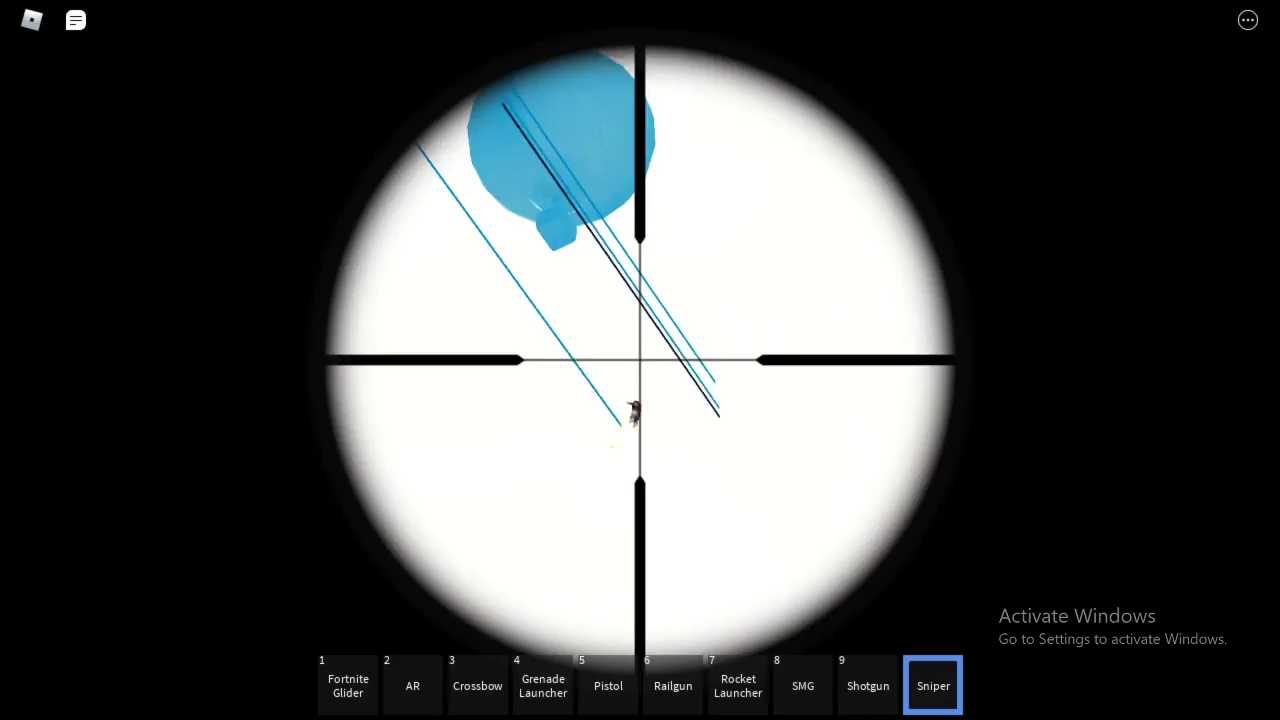 Activate Windows
Go to Settings to activate Windows.
1
Fortnite
Glider
2
AR
3
Crossbow
4
Grenade
Launcher
5
Pistol
6
Railgun
7
Rocket
Launcher
8
SMG
9
Shotgun
Sniper